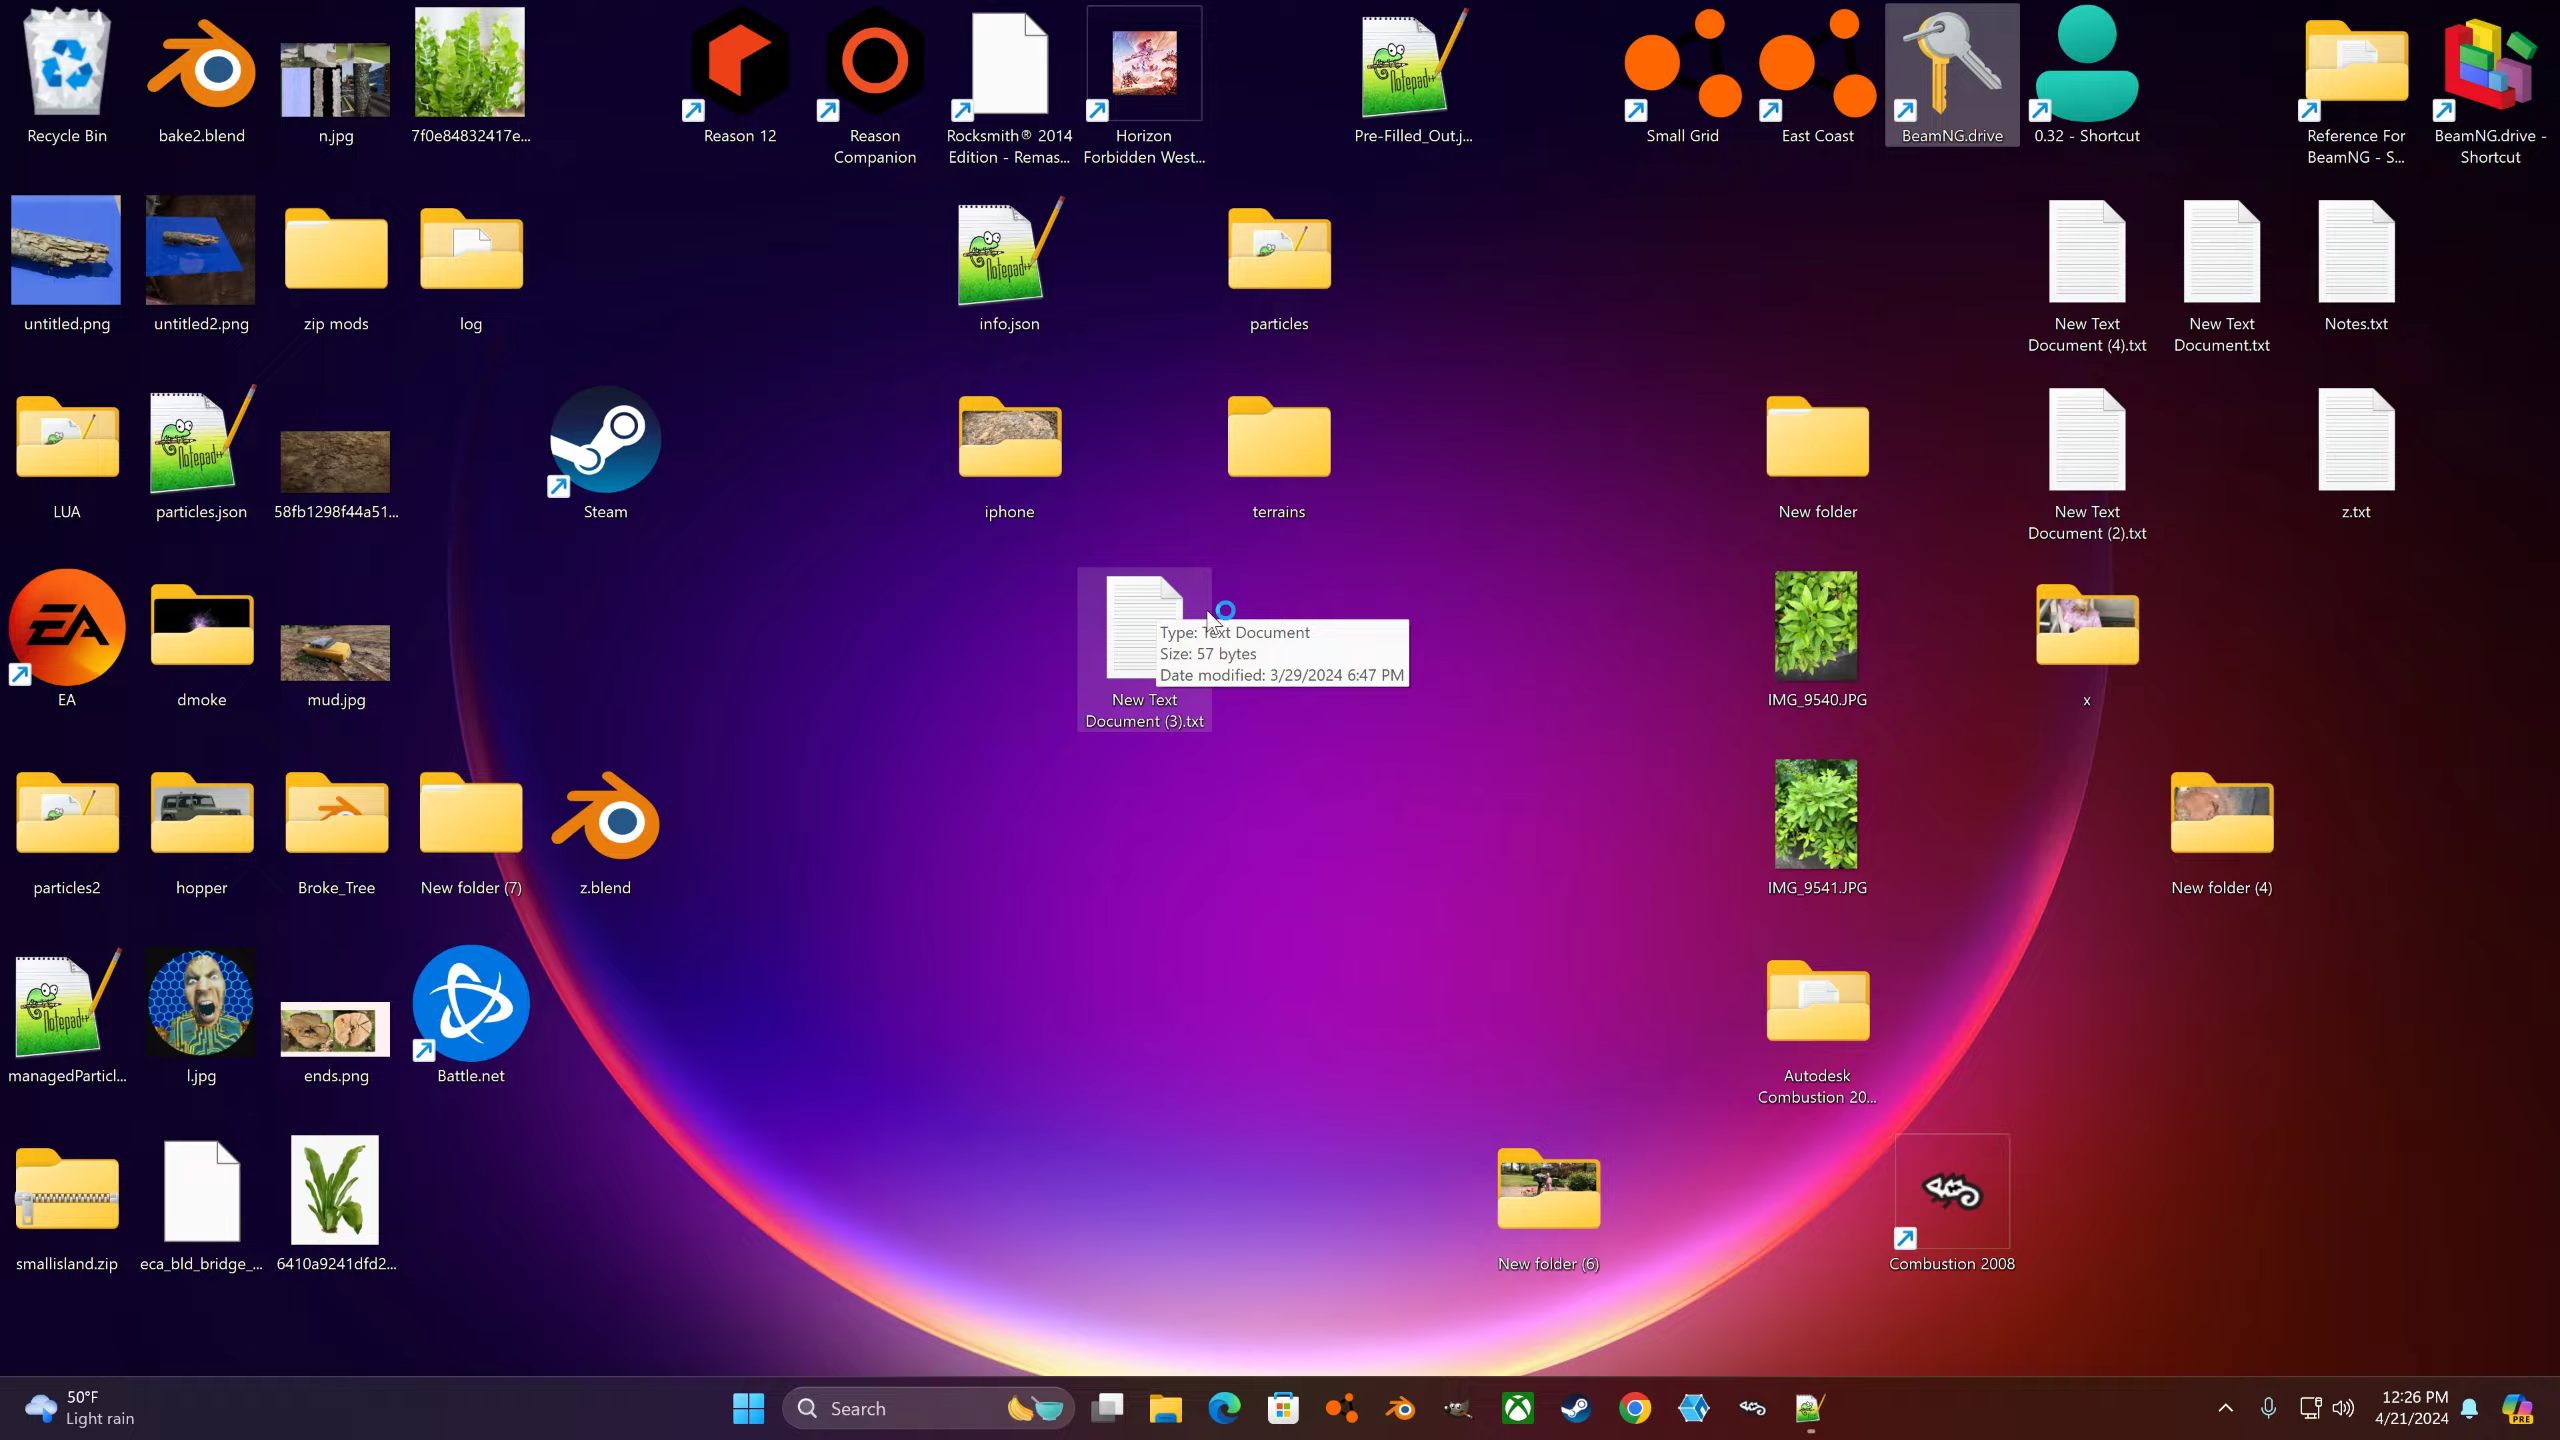 Recycle Bin
bake2.blend
n.jpg
7f0e84832417e...
Reason 12
Reason
Companion
Rocksmith® 2014
Edition - Remas...
Horizon
Forbidden West...
Pre-Filled_Out.j...
Small Grid
East Coast
BeamNG.drive
0.32 - Shortcut
Reference For
BeamNG - S...
BeamNG.drive -
Shortcut
untitled.png
untitled2.png
zip mods
log
Notepad++
info.json
particles
New Text
Document (4).txt
New Text
Document.txt
Notes.txt
LUA
Notepad++
particles.json
58fb1298f44a51...
Steam
iphone
terrains
New folder
New Text
Document (2).txt
z.txt
EA
EA
dmoke
mud.jpg
New Text
Document (3).txt
Type: Text Document
Size: 57 bytes
Date modified: 3/29/2024 6:47 PM
IMG_9540.JPG
x
particles2
hopper
Broke_Tree
New folder (7)
z.blend
IMG_9541.JPG
New folder (4)
Notepad++
managedParticl...
l.jpg
ends.png
Battle.net
Autodesk
Combustion 20...
smallisland.zip
eca_bld_bridge_...
6410a9241dfd2...
New folder (6)
Combustion 2008
50°F
Light rain
Search
12:26 PM
4/21/2024
PRE